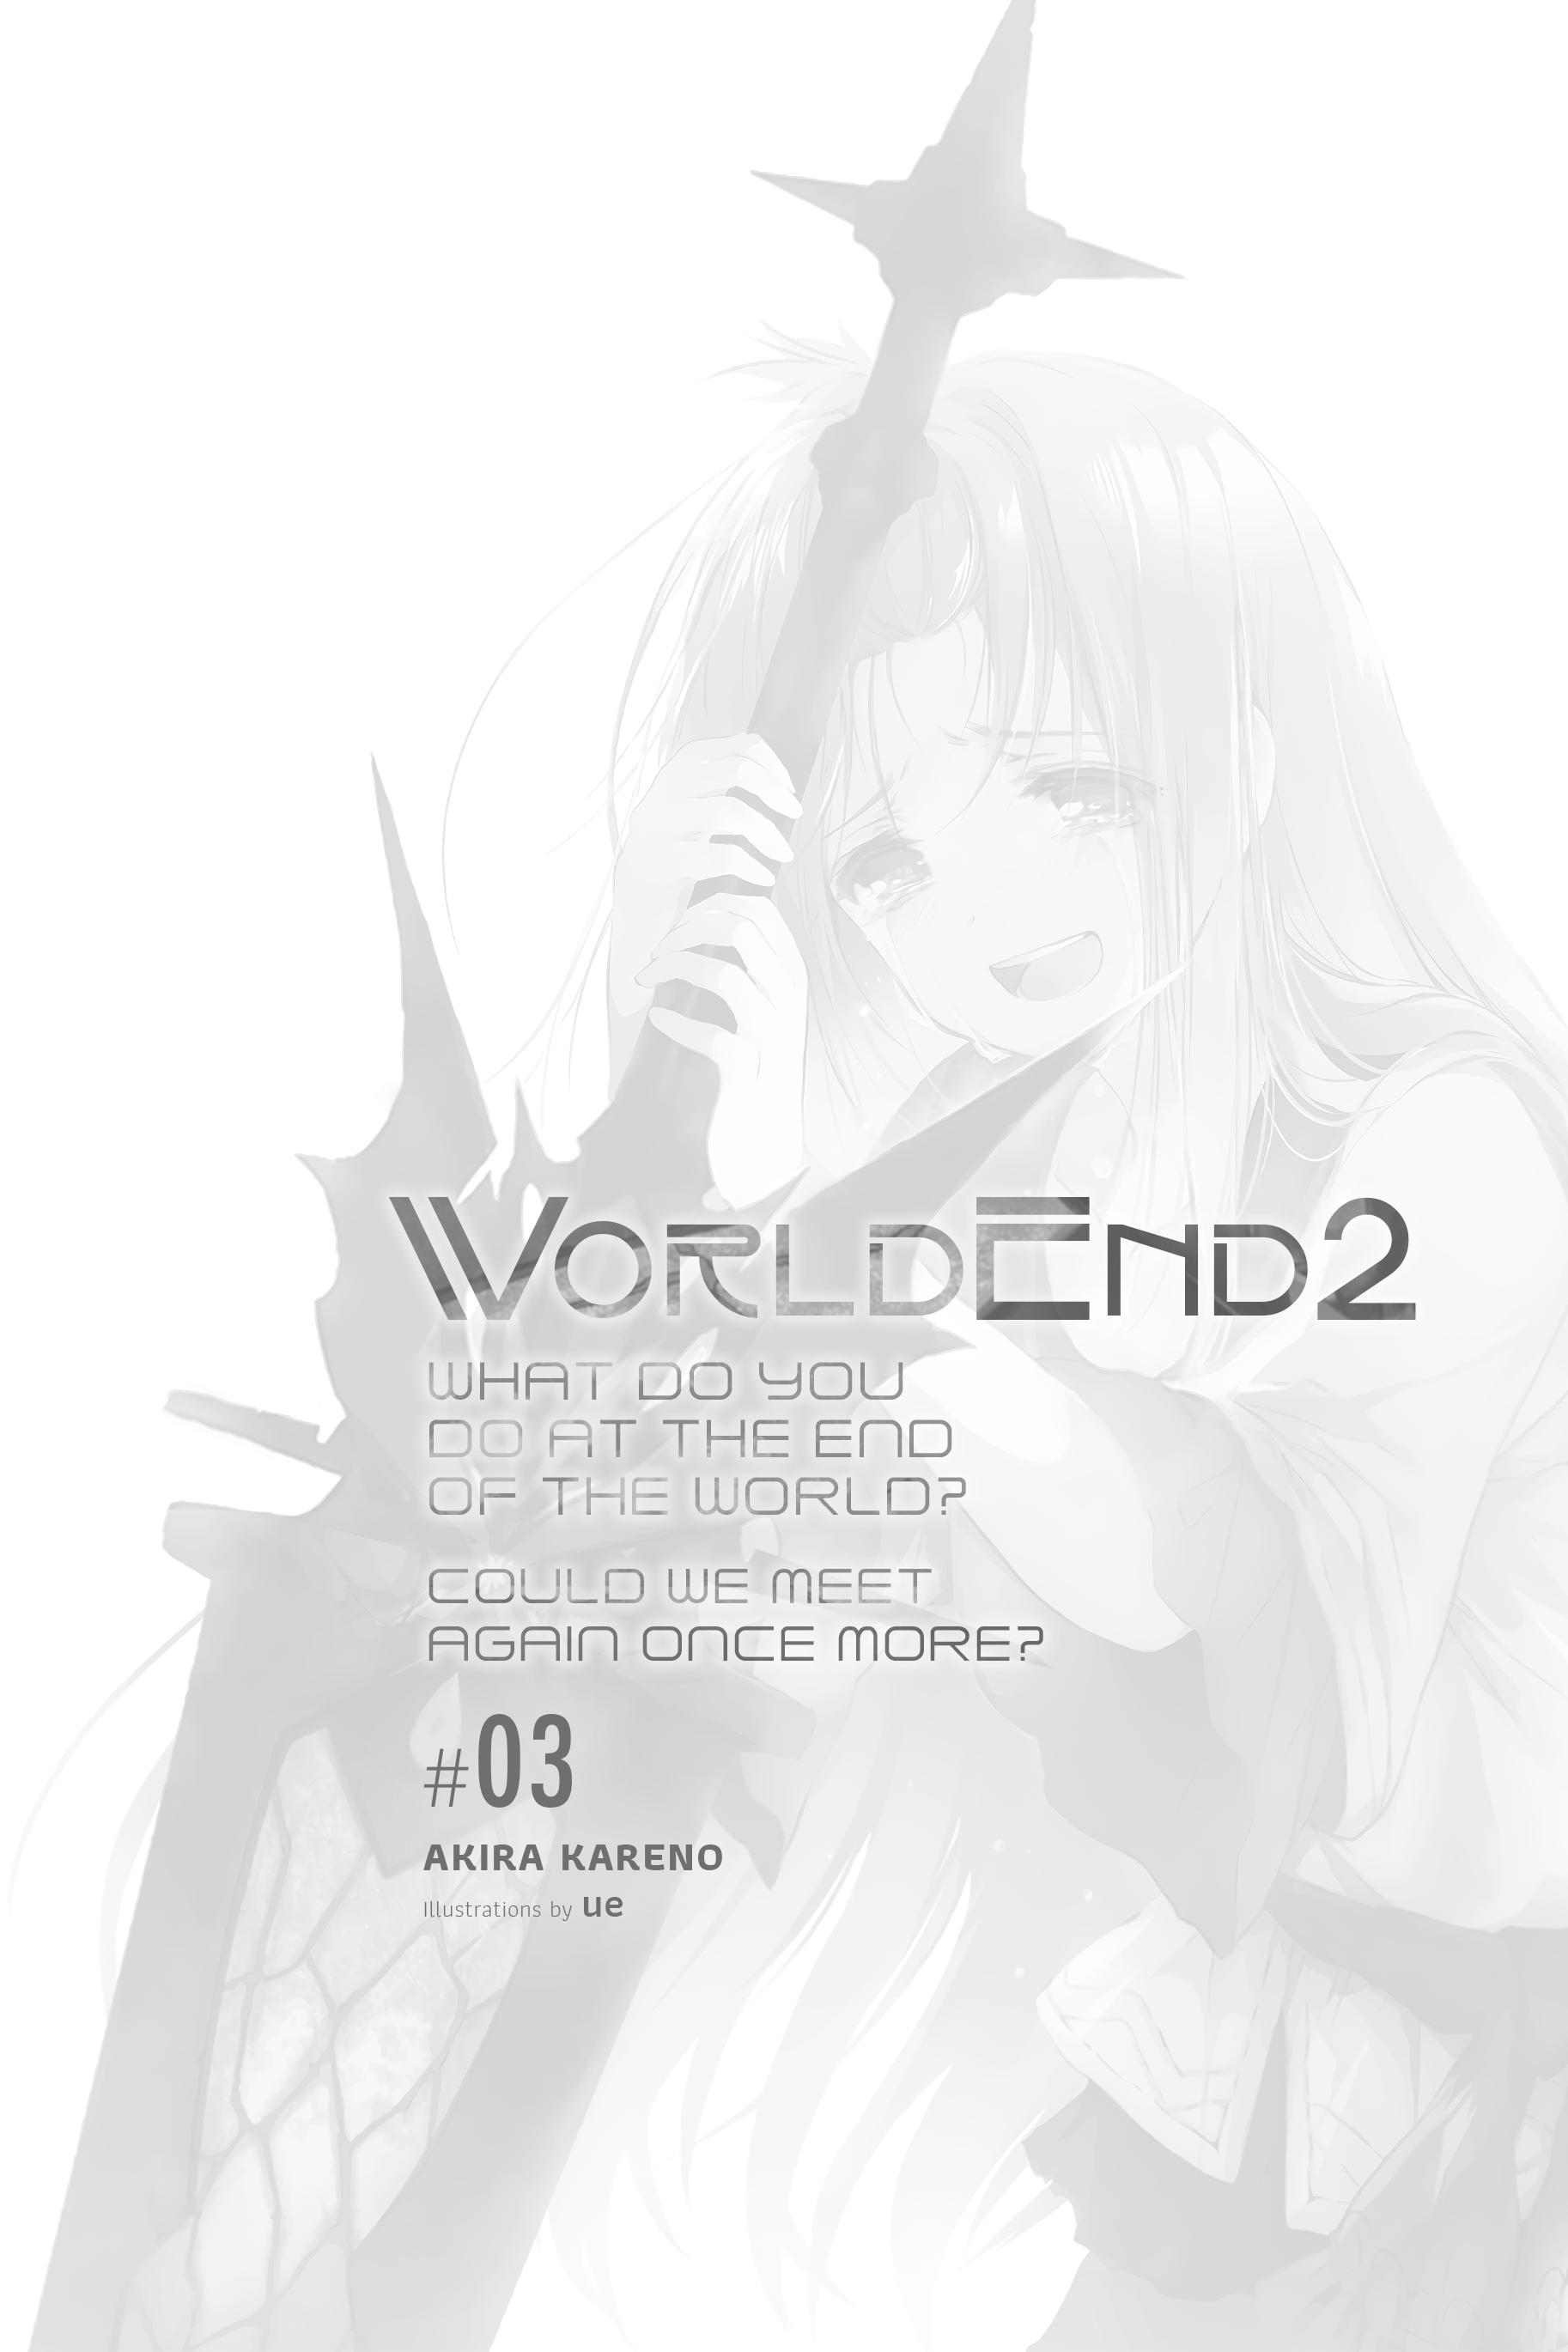 WORLDEND2
WHAT DO YOU
DO AT THE END
OF THE WORLD?
COULD WE MEET
AGAIN ONCE MORE?
#03
AKIRA KARENO
Illustrations by ue